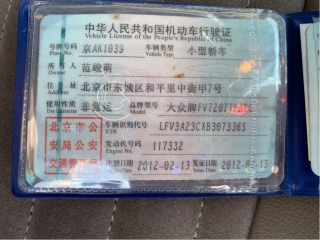 中华人民共和国机动车行驶证
Vehicle License of the People's Republic of China
号牌号码 京AK1039 车辆类型 小型轿车
Plate No. Vehicle Type
所有人 范峻萌
Owner
住址 北京市东城区和平里中街甲7号
Address
使用性质 非营运 品牌型号 大众牌
Use Character Model
北京市公安局公安交通管理局
车辆识别代号 LFV3A23CXB3073365
VIN
发动机号码 117332
Engine No.
注册日期 2012-02-13 发证日期 2012-02-13